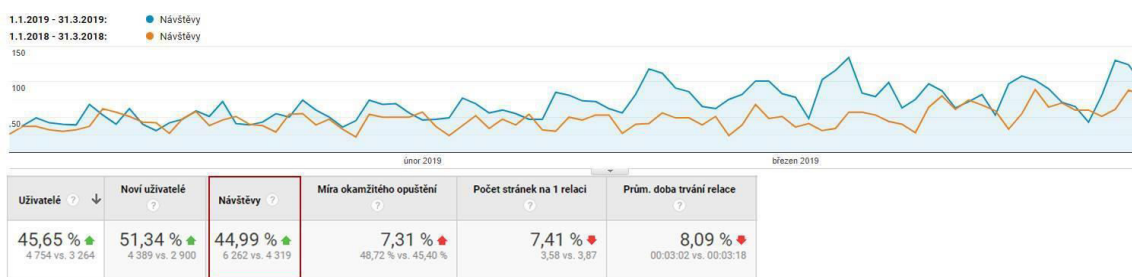 1.1.2019 - 31.3.2019: Návštěvy
1.1.2018 - 31.3.2018: Návštěvy
150
100
50
únor 2019
březen 2019
Uživatelé ? Noví uživatelé ? Návštěvy ? Míra okamžitého opuštění ? Počet stránek na 1 relaci ? Prům. doba trvání relace ?
45,65 % 51,34 % 44,99 % 7,31 % 7,41 % 8,09 %
4 754 vs. 3 264 4 389 vs. 2 900 6 262 vs. 4 319 48,72 % vs. 45,40 % 3,58 vs. 3,87 00:03:02 vs. 00:03:18